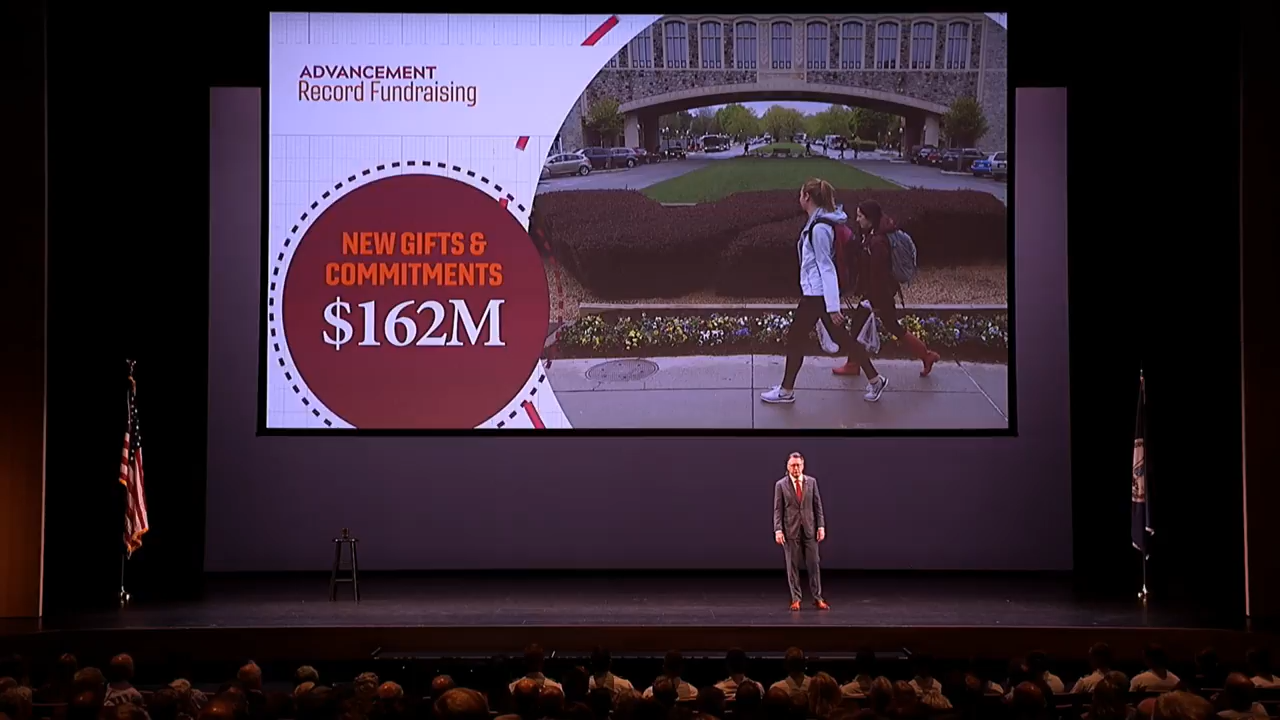 ADVANCEMENT
Record Fundraising
NEW GIFTS &
COMMITMENTS
$162M